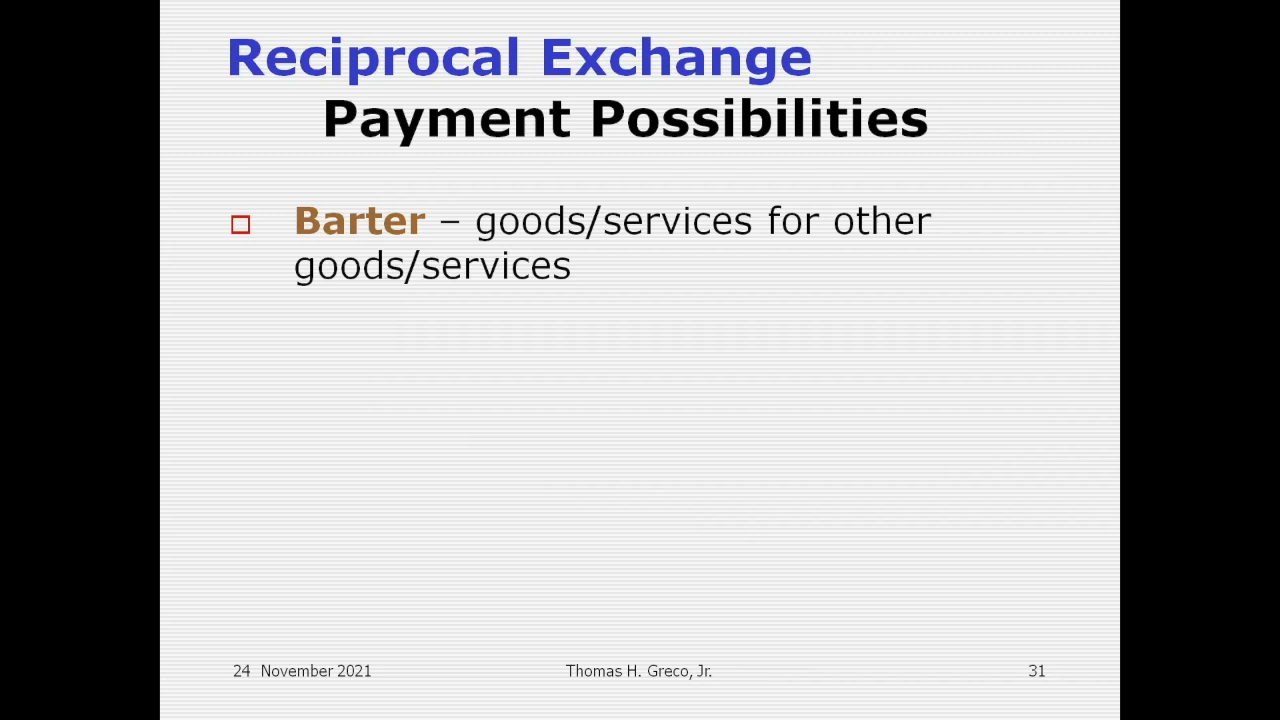 Reciprocal Exchange
Payment Possibilities
Barter – goods/services for other
goods/services
24 November 2021
Thomas H. Greco, Jr.
31